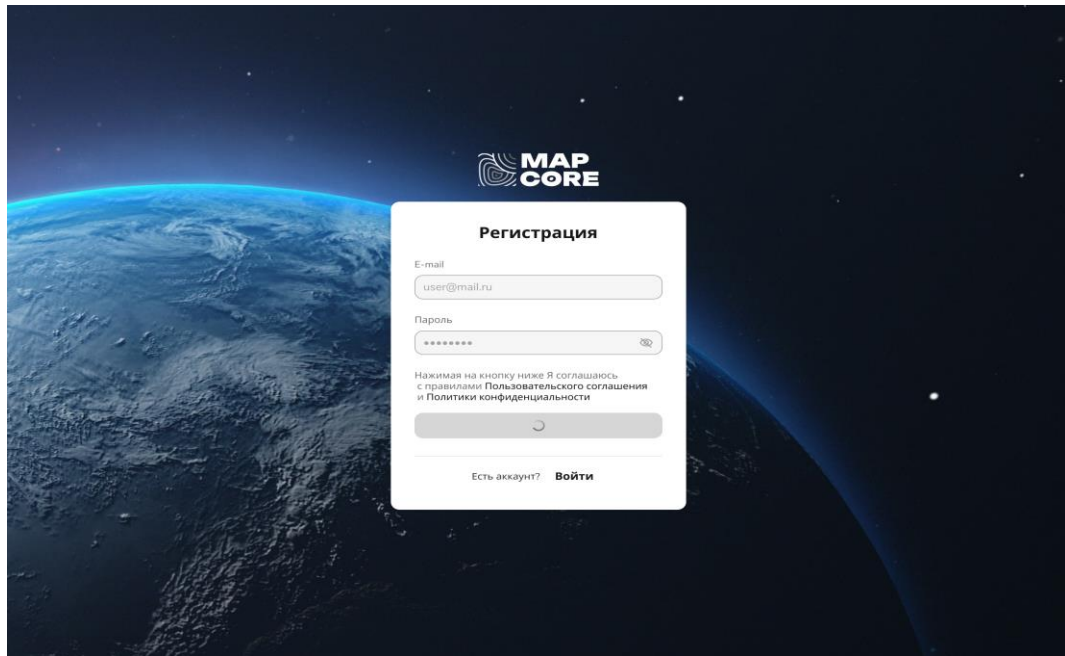 MAP
CORE
Регистрация
E-mail
user@mail.ru
Пароль
••••••••
Нажимая на кнопку ниже Я соглашаюсь
с правилами Пользовательского соглашения
и Политики конфиденциальности
Есть аккаунт? Войти